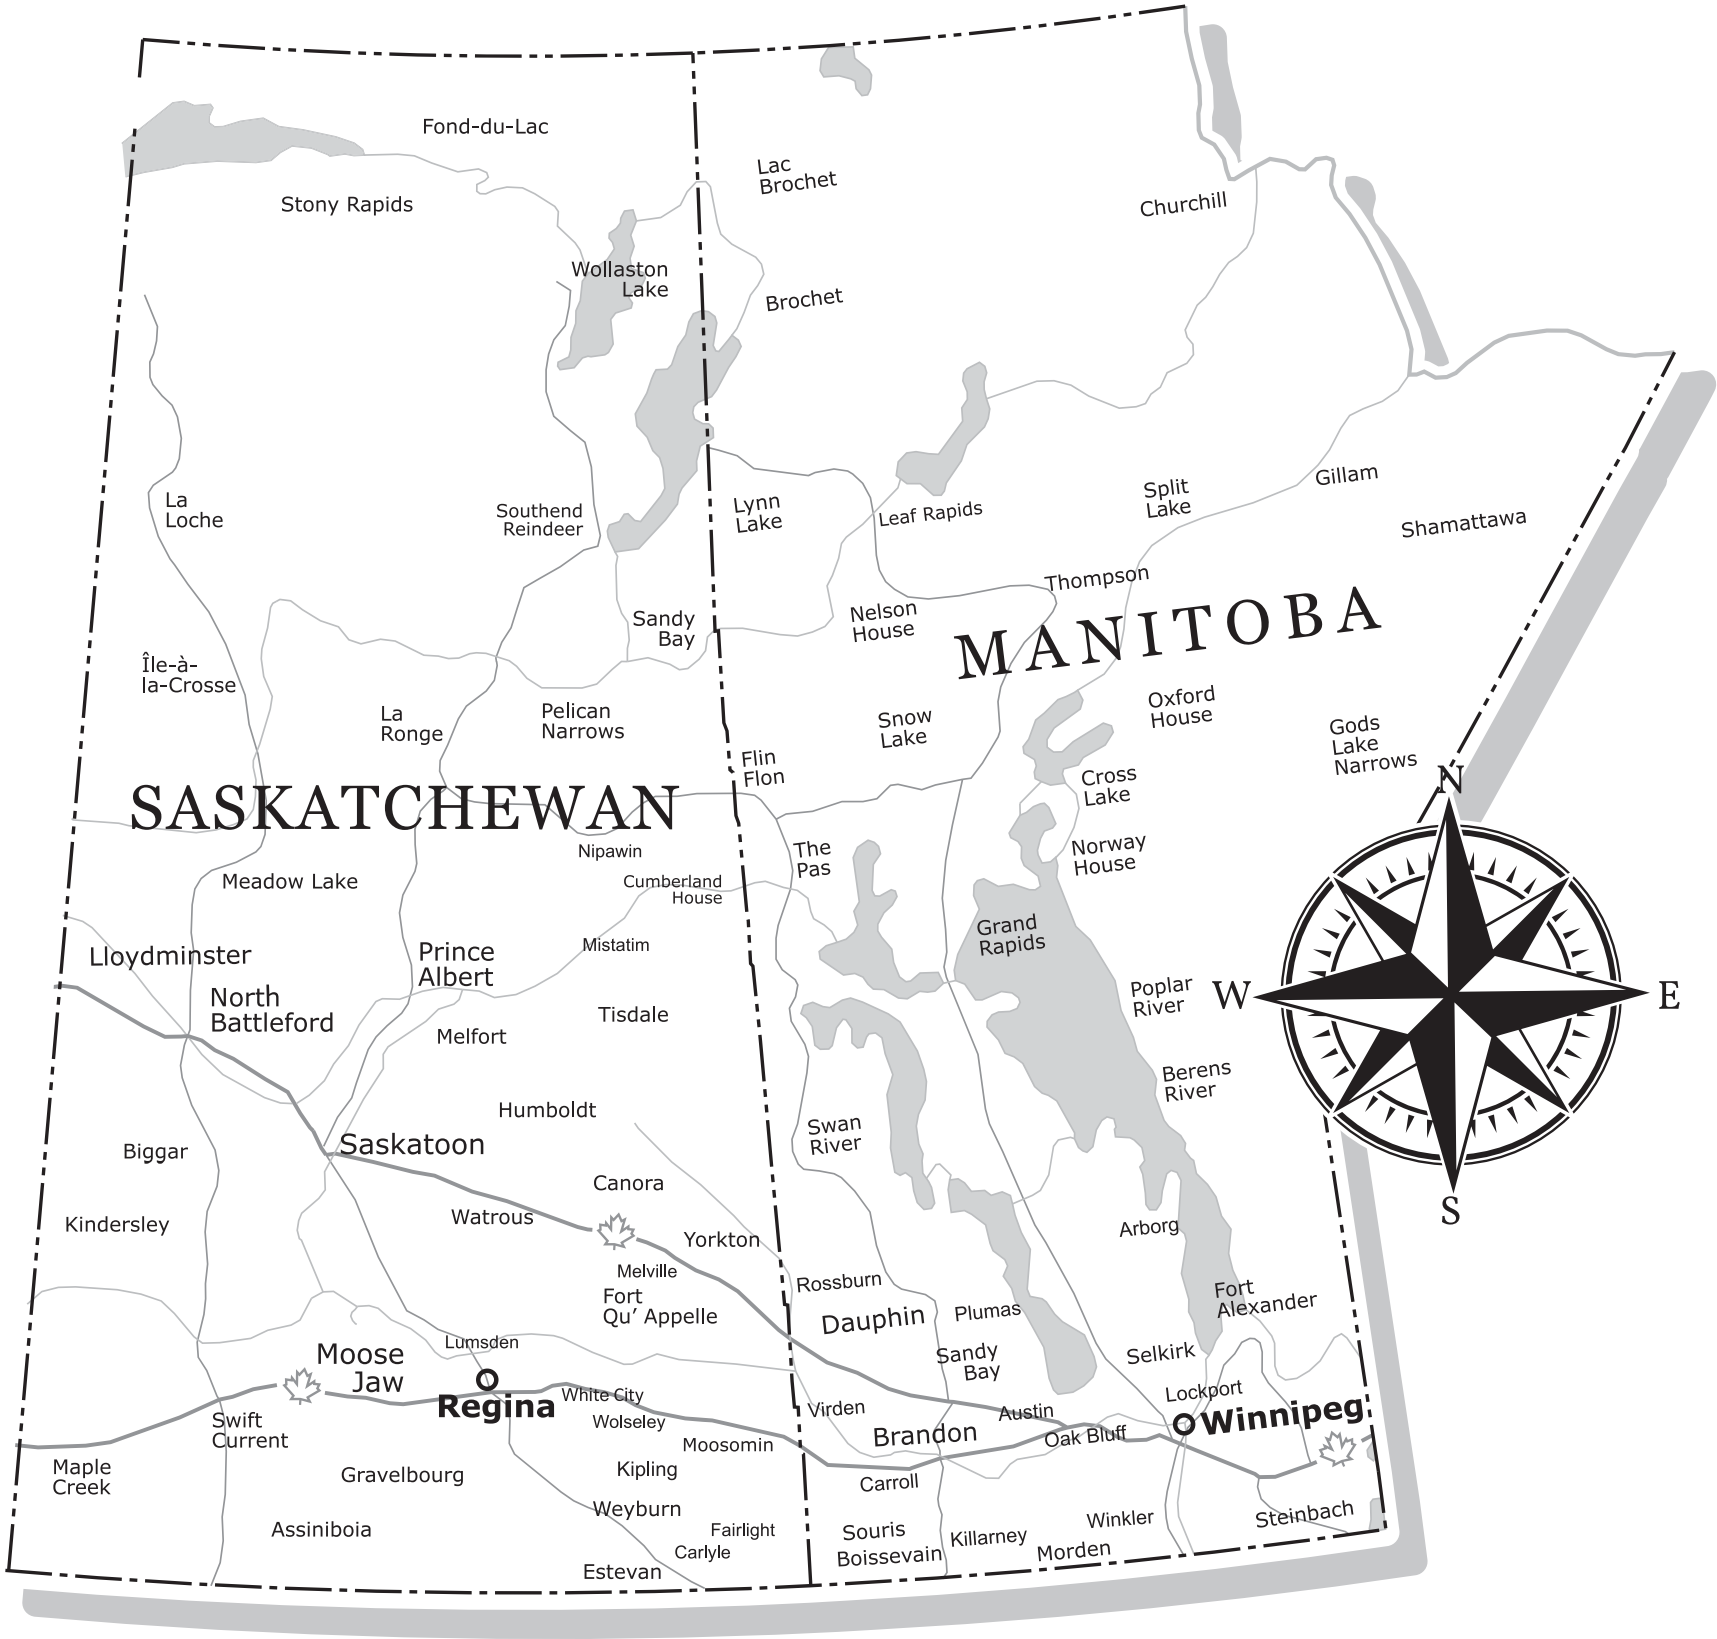 Fond-du-Lac
Stony Rapids
Wollaston
Lake
La
Loche
Southend
Reindeer
Île-à-
la-Crosse
Sandy
Bay
La
Ronge
Pelican
Narrows
SASKATCHEWAN
Nipawin
Meadow Lake
Cumberland
House
Lloydminster
Prince
Albert
Mistatim
North
Battleford
Tisdale
Melfort
Humboldt
Biggar
Saskatoon
Canora
Kindersley
Watrous
Yorkton
Melville
Fort
Qu’ Appelle
Lumsden
Moose
Jaw
Regina
White City
Wolseley
Swift
Current
Moosomin
Maple
Creek
Gravelbourg
Kipling
Weyburn
Assiniboia
Fairlight
Carlyle
Estevan
Lac
Brochet
Churchill
Brochet
Lynn
Lake
Leaf Rapids
Split
Lake
Gillam
Shamattawa
Thompson
Nelson
House
MANITOBA
Snow
Lake
Oxford
House
Gods
Lake
Narrows
Flin
Flon
Cross
Lake
The
Pas
Norway
House
Grand
Rapids
Poplar
River
Berens
River
Swan
River
Arborg
Rossburn
Fort
Alexander
Dauphin
Plumas
Sandy
Bay
Selkirk
Lockport
Virden
Austin
Winnipeg
Brandon
Oak Bluff
Carroll
Souris
Killarney
Winkler
Steinbach
Boissevain
Morden
N
W
E
S